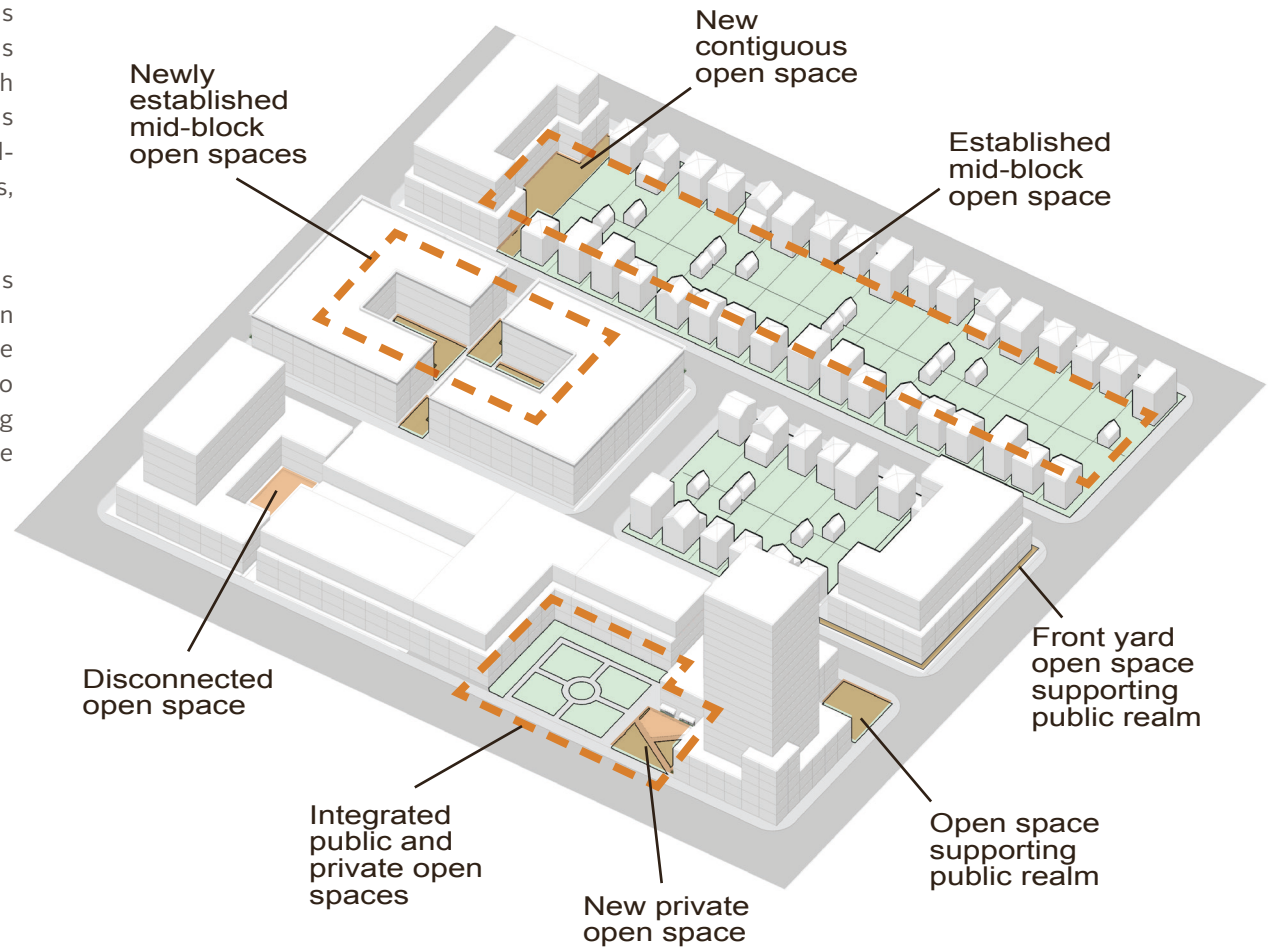 s
s
h
s
l-
s,
s
n
e
o
g
e
New
contiguous
open space
Newly
established
mid-block
open spaces
Established
mid-block
open space
Disconnected
open space
Front yard
open space
supporting
public realm
Integrated
public and
private open
spaces
Open space
supporting
public realm
New private
open space